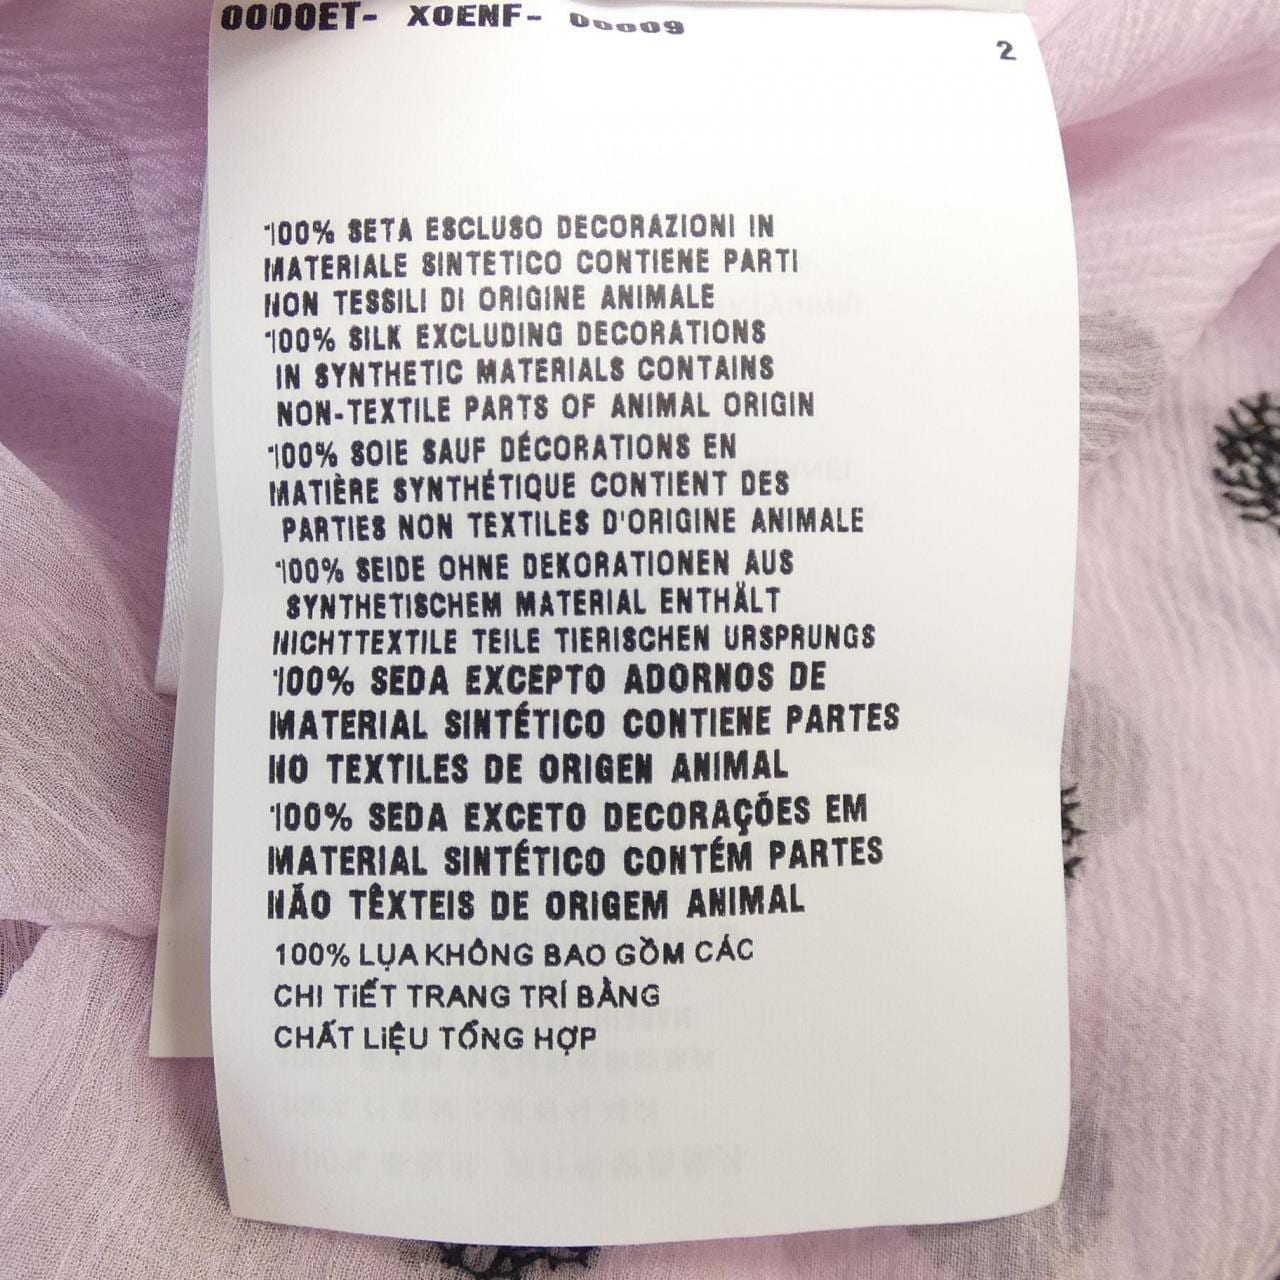 0000ET- X0ENF- 00009
2
100% SETA ESCLUSO DECORAZIONI IN
MATERIALE SINTETICO CONTIENE PARTI
NON TESSILI DI ORIGINE ANIMALE
100% SILK EXCLUDING DECORATIONS
IN SYNTHETIC MATERIALS CONTAINS
NON-TEXTILE PARTS OF ANIMAL ORIGIN
100% SOIE SAUF DÉCORATIONS EN
MATIÈRE SYNTHÉTIQUE CONTIENT DES
PARTIES NON TEXTILES D'ORIGINE ANIMALE
100% SEIDE OHNE DEKORATIONEN AUS
SYNTHETISCHEM MATERIAL ENTHÄLT
NICHTTEXTILE TEILE TIERISCHEN URSPRUNGS
100% SEDA EXCEPTO ADORNOS DE
MATERIAL SINTÉTICO CONTIENE PARTES
NO TEXTILES DE ORIGEN ANIMAL
100% SEDA EXCETO DECORAÇÕES EM
MATERIAL SINTÉTICO CONTÉM PARTES
NÃO TÊXTEIS DE ORIGEM ANIMAL
100% LỤA KHÔNG BAO GỒM CÁC
CHI TIẾT TRANG TRÍ BẰNG
CHẤT LIỆU TỔNG HỢP